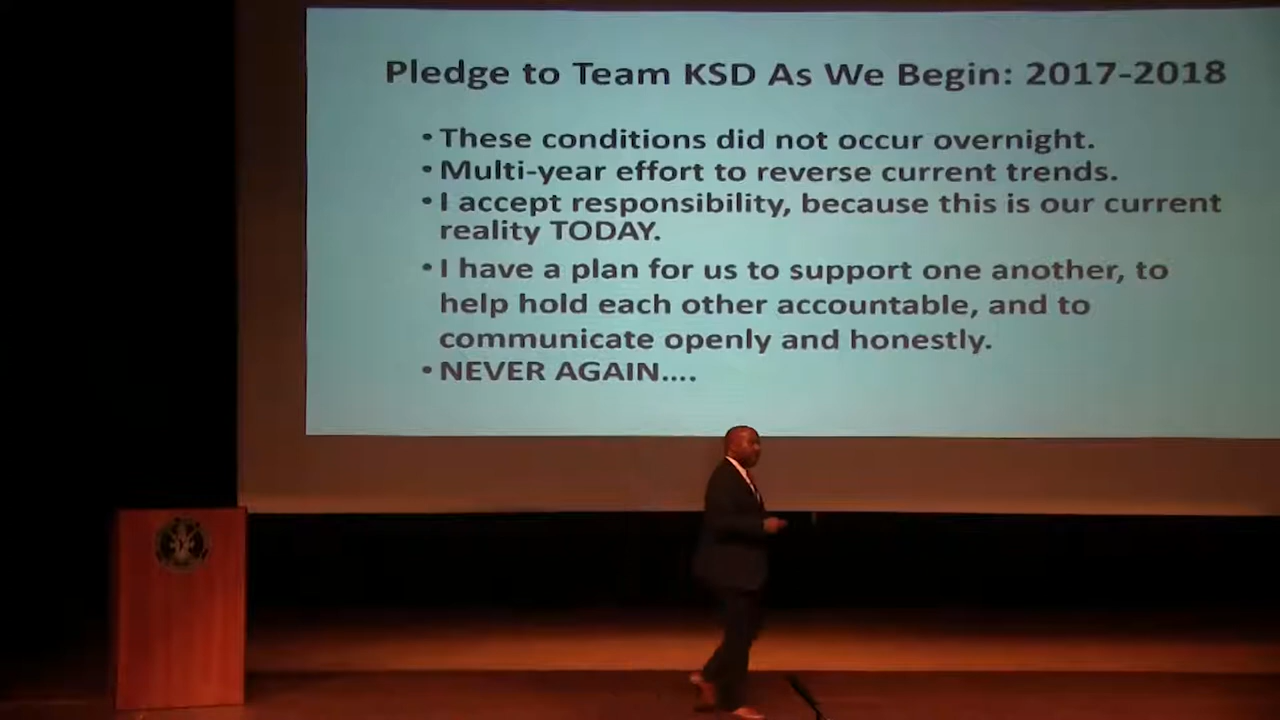 Pledge to Team KSD As We Begin: 2017-2018
• These conditions did not occur overnight.
• Multi-year effort to reverse current trends.
• I accept responsibility, because this is our current
reality TODAY.
• I have a plan for us to support one another, to
help hold each other accountable, and to
communicate openly and honestly.
• NEVER AGAIN....